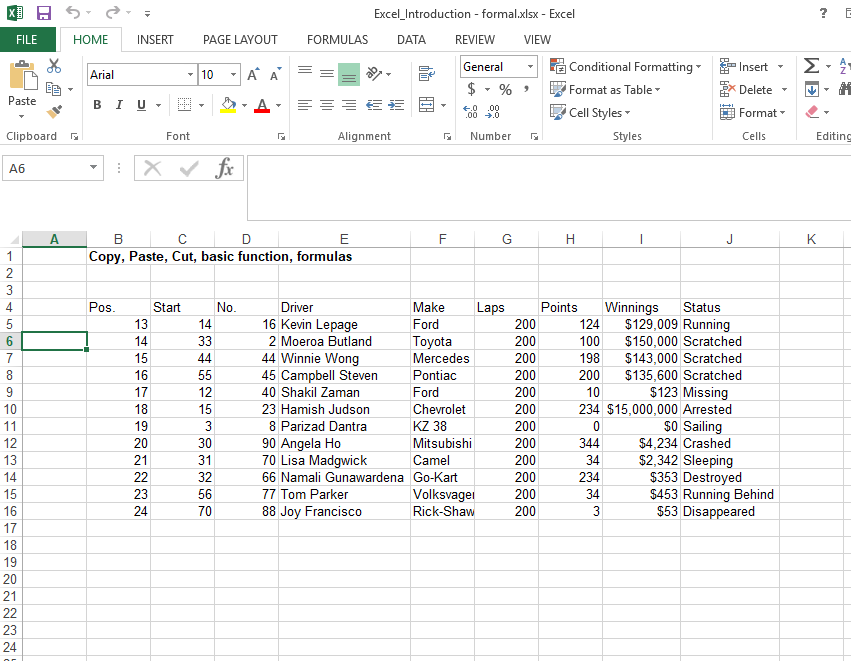 Excel_Introduction - formal.xlsx - Excel ?
FILE HOME INSERT PAGE LAYOUT FORMULAS DATA REVIEW VIEW
Paste
Arial 10 A A
B I U A
General
$ % ,
.00 .00
Conditional Formatting
Format as Table
Cell Styles
Insert
Delete
Format
Clipboard Font Alignment Number Styles Cells Editing
A6 fx
A B C D E F G H I J K
1 Copy, Paste, Cut, basic function, formulas
2
3
4 Pos. Start No. Driver Make Laps Points Winnings Status
5 13 14 16 Kevin Lepage Ford 200 124 $129,009 Running
6 14 33 2 Moeroa Butland Toyota 200 100 $150,000 Scratched
7 15 44 44 Winnie Wong Mercedes 200 198 $143,000 Scratched
8 16 55 45 Campbell Steven Pontiac 200 200 $135,600 Scratched
9 17 12 40 Shakil Zaman Ford 200 10 $123 Missing
10 18 15 23 Hamish Judson Chevrolet 200 234 $15,000,000 Arrested
11 19 3 8 Parizad Dantra KZ 38 200 0 $0 Sailing
12 20 30 90 Angela Ho Mitsubishi 200 344 $4,234 Crashed
13 21 31 70 Lisa Madgwick Camel 200 34 $2,342 Sleeping
14 22 32 66 Namali Gunawardena Go-Kart 200 234 $353 Destroyed
15 23 56 77 Tom Parker Volkswage 200 34 $453 Running Behind
16 24 70 88 Joy Francisco Rick-Shaw 200 3 $53 Disappeared
17
18
19
20
21
22
23
24